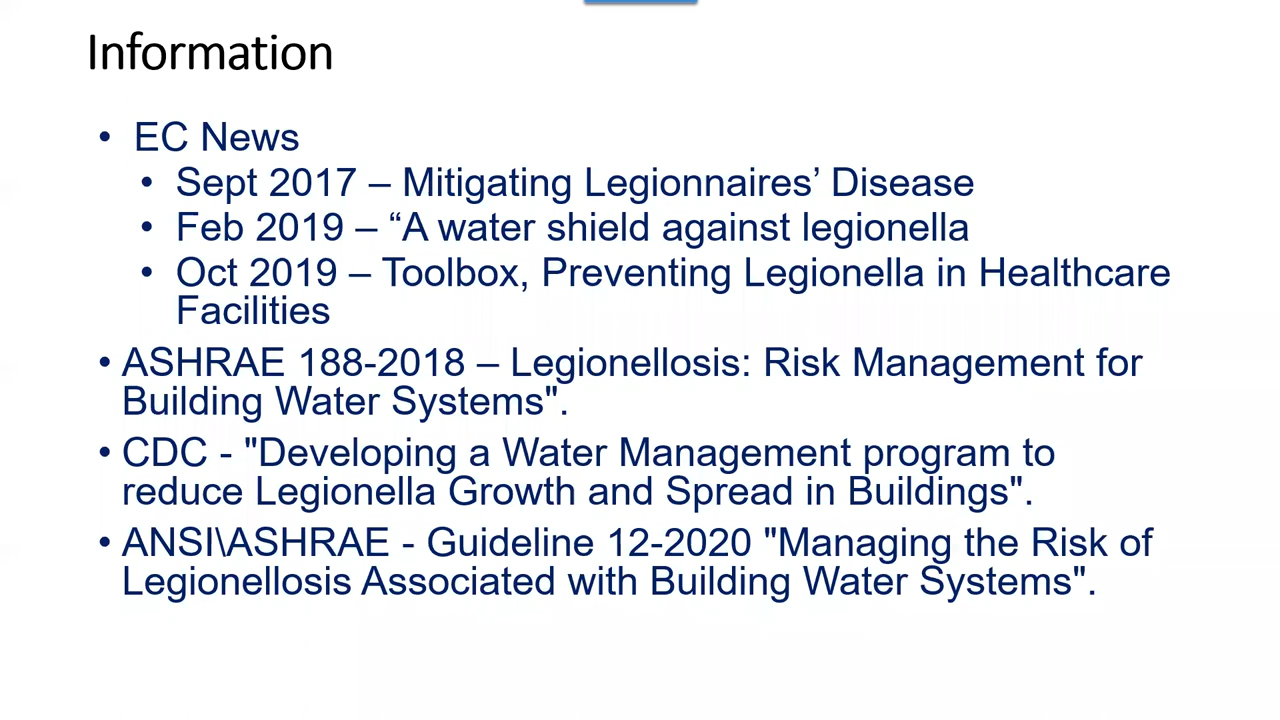 Information
• EC News
• Sept 2017 – Mitigating Legionnaires’ Disease
• Feb 2019 – “A water shield against legionella
• Oct 2019 – Toolbox, Preventing Legionella in Healthcare
Facilities
• ASHRAE 188-2018 – Legionellosis: Risk Management for
Building Water Systems".
• CDC - "Developing a Water Management program to
reduce Legionella Growth and Spread in Buildings".
• ANSI\ASHRAE - Guideline 12-2020 "Managing the Risk of
Legionellosis Associated with Building Water Systems".